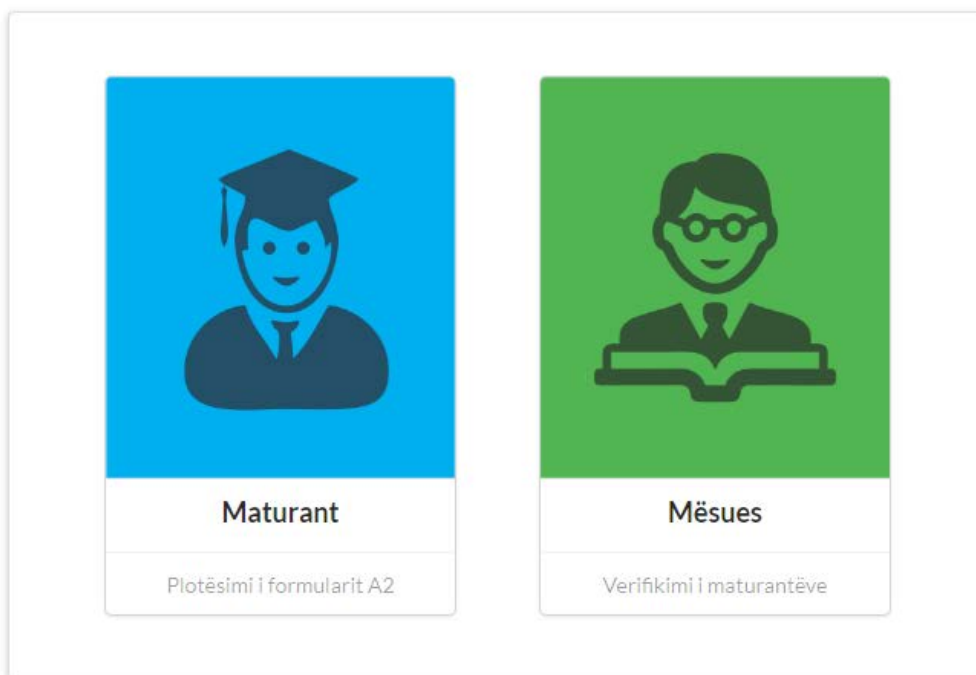 Maturant
Plotësimi i formularit A2
Mësues
Verifikimi i maturantëve